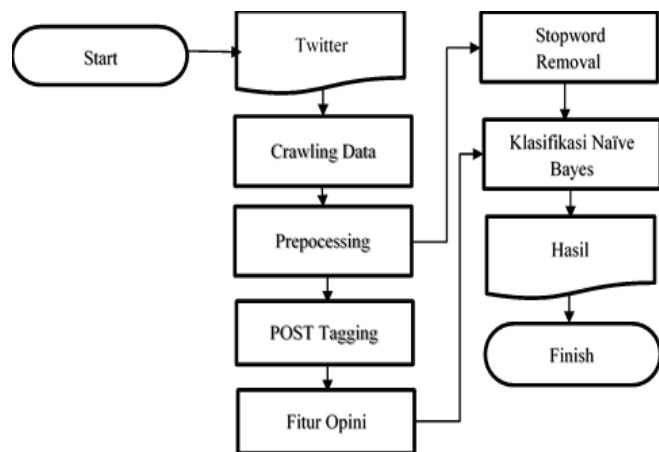 Start
Twitter
Crawling Data
Prepocessing
POST Tagging
Fitur Opini
Stopword
Removal
Klasifikasi Naïve
Bayes
Hasil
Finish